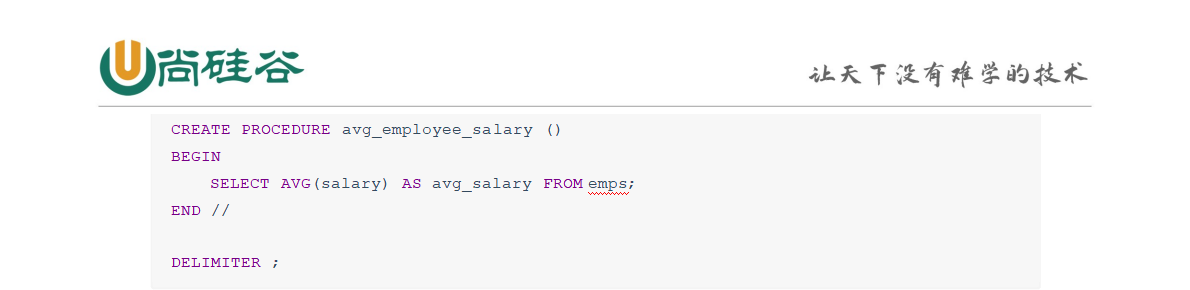 尚硅谷
让天下没有难学的技术
CREATE PROCEDURE avg_employee_salary ()
BEGIN
    SELECT AVG(salary) AS avg_salary FROM emps;
END //
DELIMITER ;